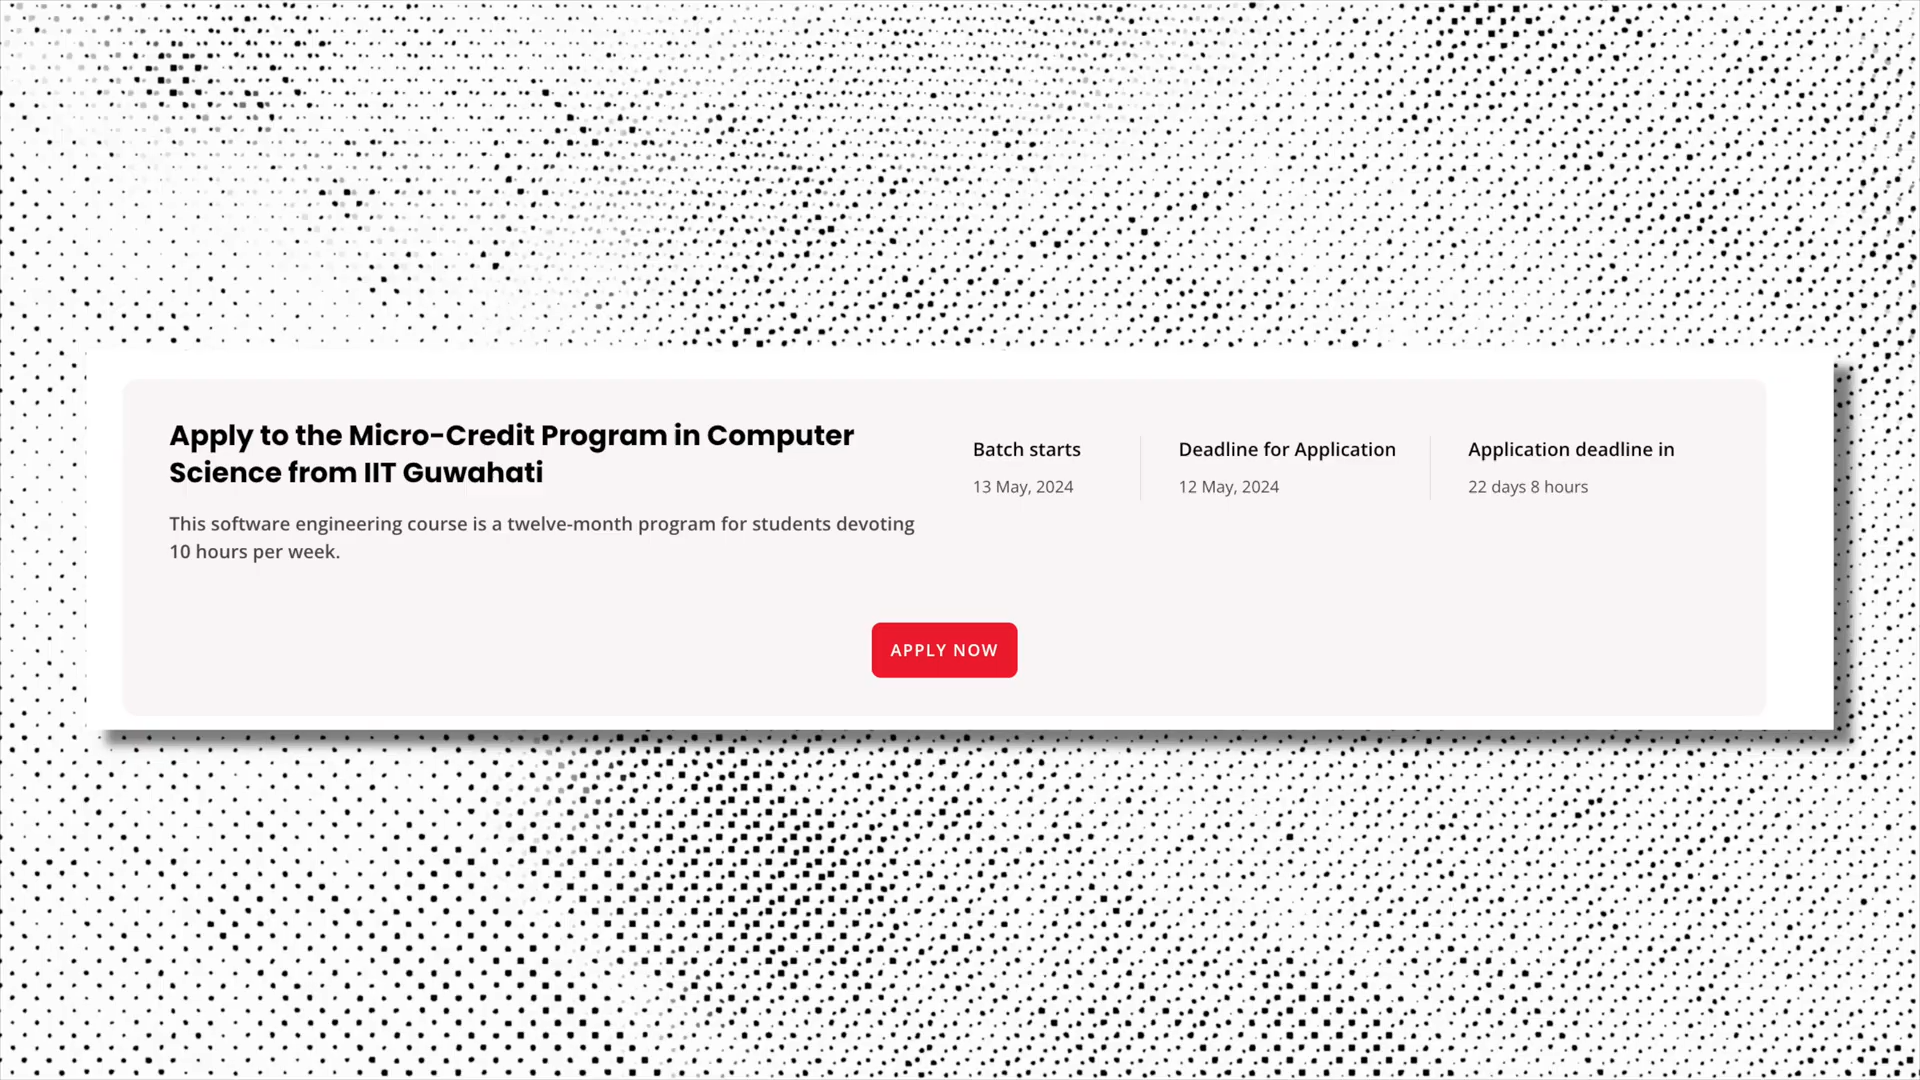 Apply to the Micro-Credit Program in Computer
Science from IIT Guwahati
This software engineering course is a twelve-month program for students devoting
10 hours per week.
Batch starts
13 May, 2024
Deadline for Application
12 May, 2024
Application deadline in
22 days 8 hours
APPLY NOW